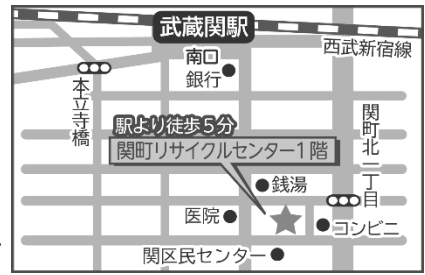 武蔵関駅
西武新宿線
南口
銀行
本立寺橋
駅より徒歩5分
関町リサイクルセンター1階
関町北一丁目
銭湯
医院
コンビニ
関区民センター